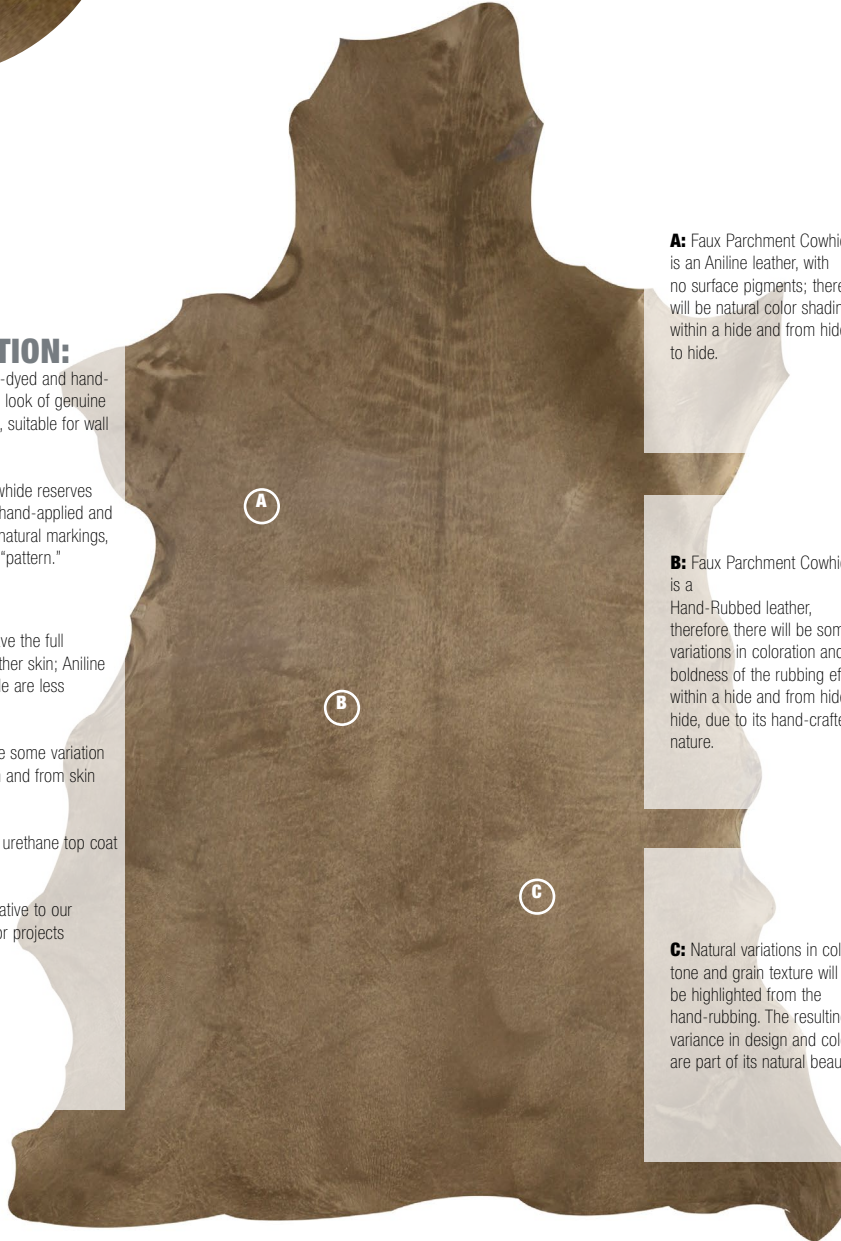 TION:
-dyed and hand-
look of genuine
, suitable for wall
whide reserves
hand-applied and
natural markings,
“pattern.”
ve the full
ther skin; Aniline
de are less
e some variation
and from skin
urethane top coat
ative to our
or projects
A
B
C
A: Faux Parchment Cowhi
is an Aniline leather, with
no surface pigments; there
will be natural color shadin
within a hide and from hide
to hide.
B: Faux Parchment Cowhi
is a
Hand-Rubbed leather,
therefore there will be som
variations in coloration and
boldness of the rubbing ef
within a hide and from hide
hide, due to its hand-crafte
nature.
C: Natural variations in col
tone and grain texture will
be highlighted from the
hand-rubbing. The resultin
variance in design and col
are part of its natural beau